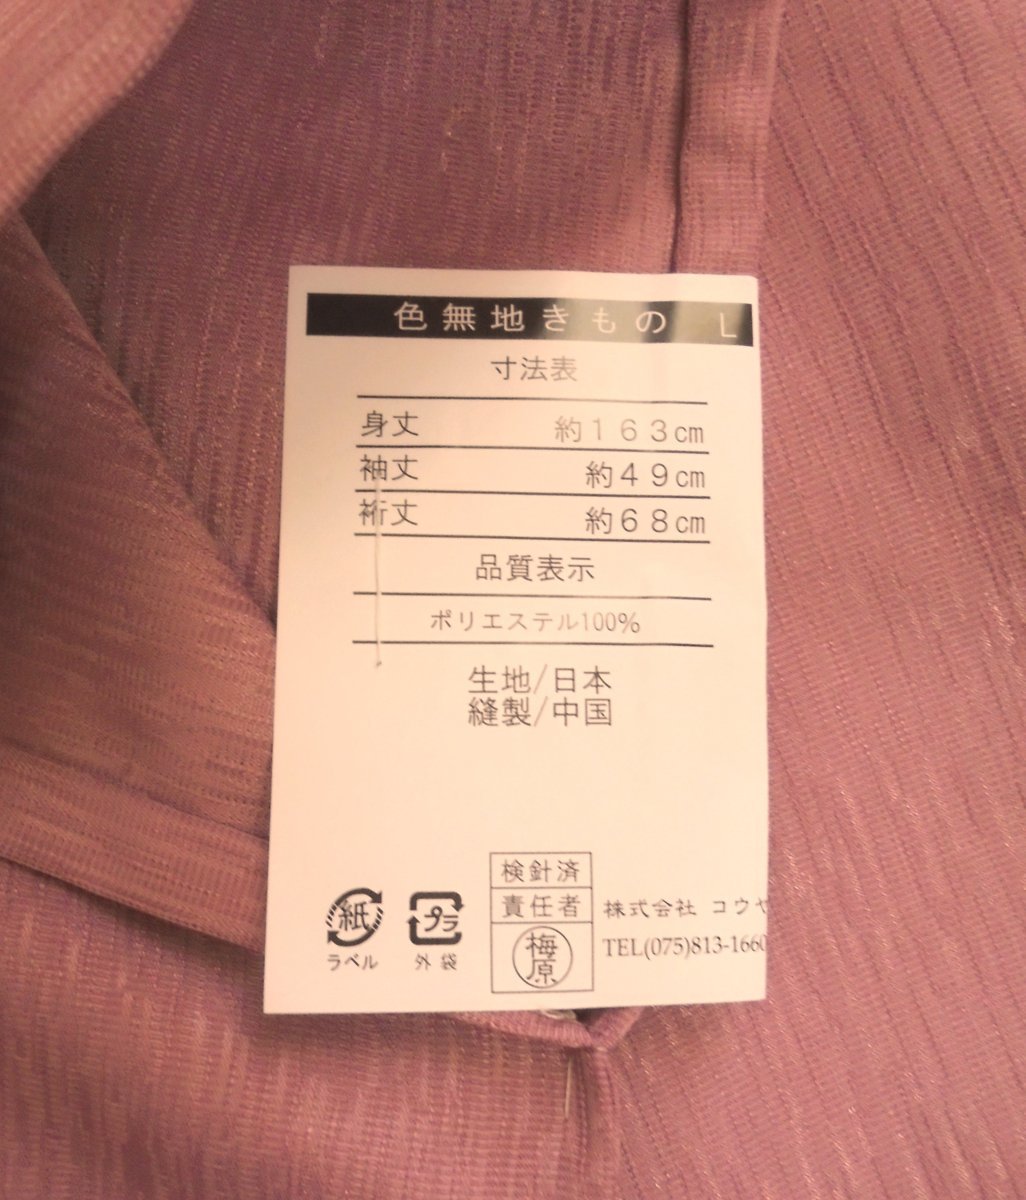 色無地きもの L
寸法表
身丈 約163cm
袖丈 約49cm
裄丈 約68cm
品質表示
ポリエステル100%
生地/日本
縫製/中国
検針済
責任者
梅原
紙
ラベル
プラ
外袋
株式会社 コウヤ
TEL(075)813-1660